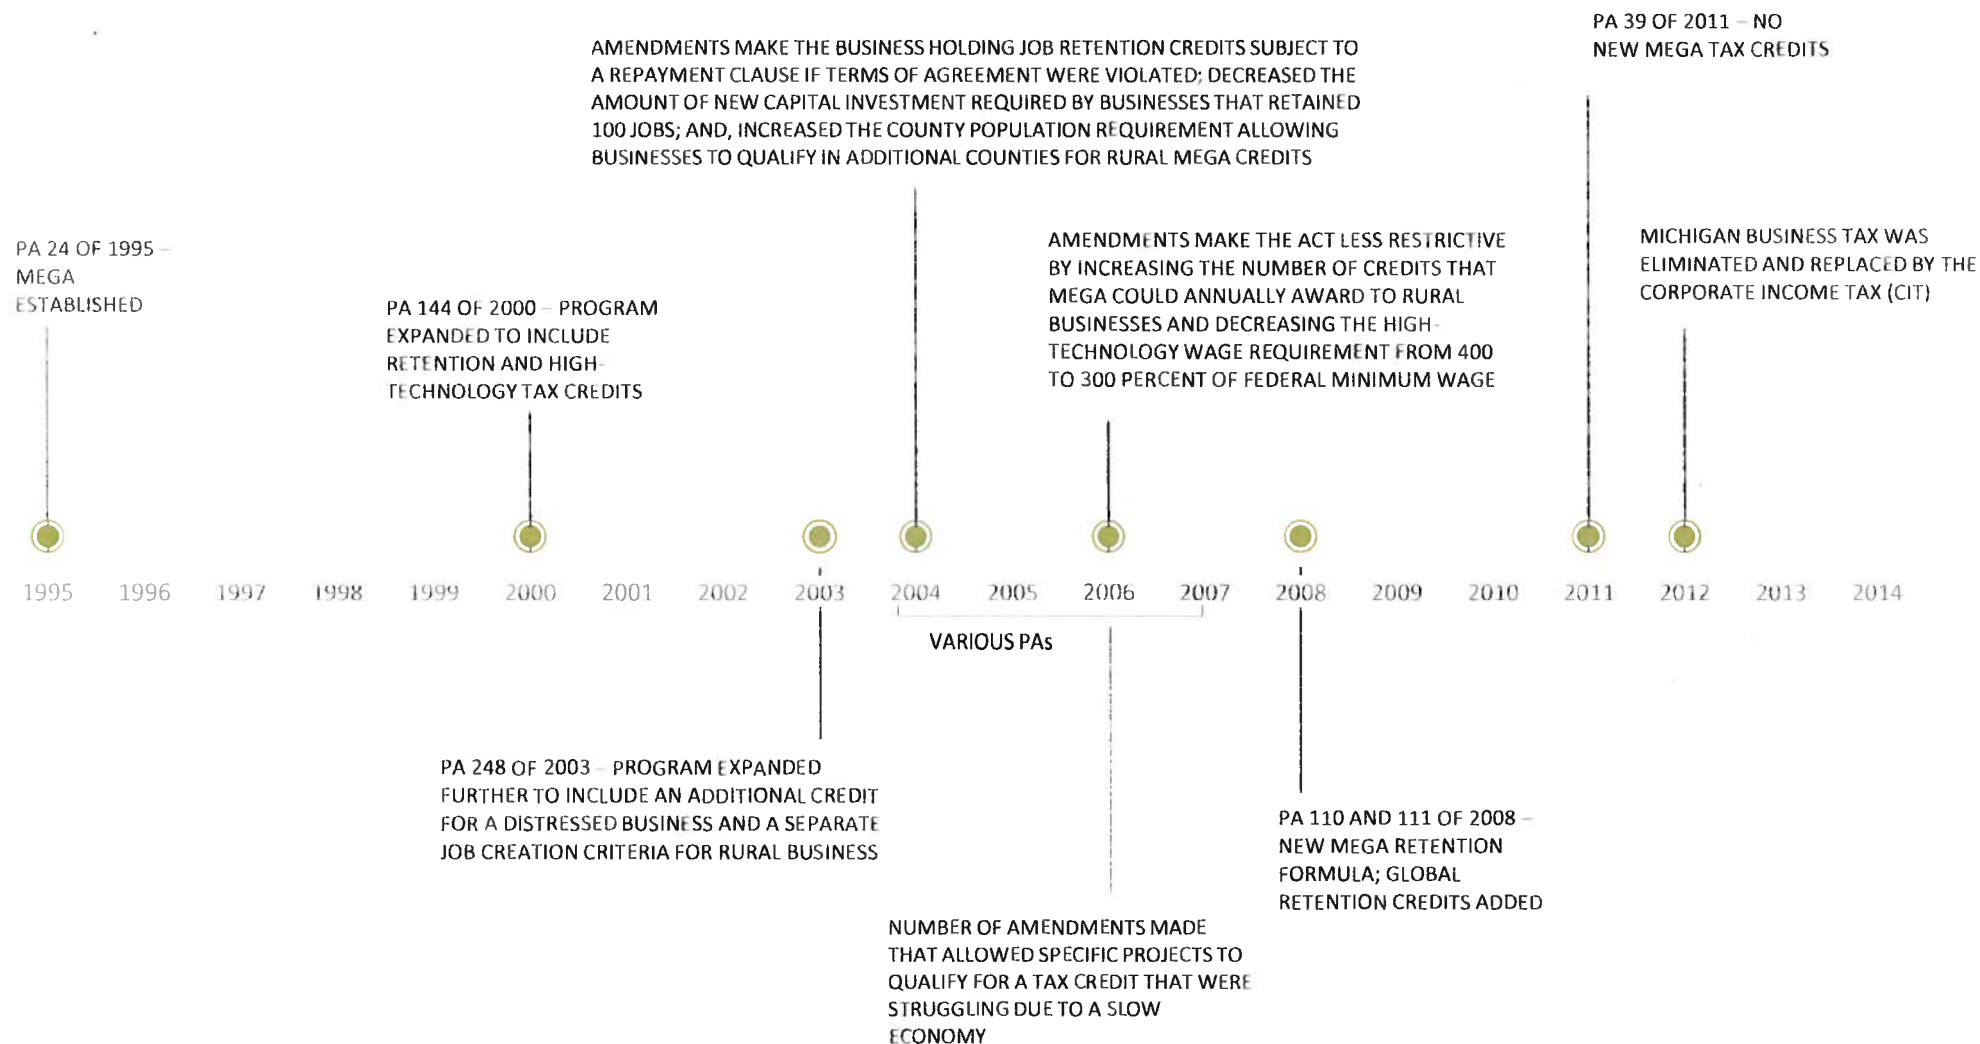 PA 39 OF 2011 – NO
NEW MEGA TAX CREDITS
AMENDMENTS MAKE THE BUSINESS HOLDING JOB RETENTION CREDITS SUBJECT TO
A REPAYMENT CLAUSE IF TERMS OF AGREEMENT WERE VIOLATED; DECREASED THE
AMOUNT OF NEW CAPITAL INVESTMENT REQUIRED BY BUSINESSES THAT RETAINED
100 JOBS; AND, INCREASED THE COUNTY POPULATION REQUIREMENT ALLOWING
BUSINESSES TO QUALIFY IN ADDITIONAL COUNTIES FOR RURAL MEGA CREDITS
PA 24 OF 1995 –
MEGA
ESTABLISHED
PA 144 OF 2000 – PROGRAM
EXPANDED TO INCLUDE
RETENTION AND HIGH-
TECHNOLOGY TAX CREDITS
AMENDMENTS MAKE THE ACT LESS RESTRICTIVE
BY INCREASING THE NUMBER OF CREDITS THAT
MEGA COULD ANNUALLY AWARD TO RURAL
BUSINESSES AND DECREASING THE HIGH-
TECHNOLOGY WAGE REQUIREMENT FROM 400
TO 300 PERCENT OF FEDERAL MINIMUM WAGE
MICHIGAN BUSINESS TAX WAS
ELIMINATED AND REPLACED BY THE
CORPORATE INCOME TAX (CIT)
1995 1996 1997 1998 1999 2000 2001 2002 2003 2004 2005 2006 2007 2008 2009 2010 2011 2012 2013 2014
VARIOUS PAs
PA 248 OF 2003 – PROGRAM EXPANDED
FURTHER TO INCLUDE AN ADDITIONAL CREDIT
FOR A DISTRESSED BUSINESS AND A SEPARATE
JOB CREATION CRITERIA FOR RURAL BUSINESS
PA 110 AND 111 OF 2008 –
NEW MEGA RETENTION
FORMULA; GLOBAL
RETENTION CREDITS ADDED
NUMBER OF AMENDMENTS MADE
THAT ALLOWED SPECIFIC PROJECTS TO
QUALIFY FOR A TAX CREDIT THAT WERE
STRUGGLING DUE TO A SLOW
ECONOMY